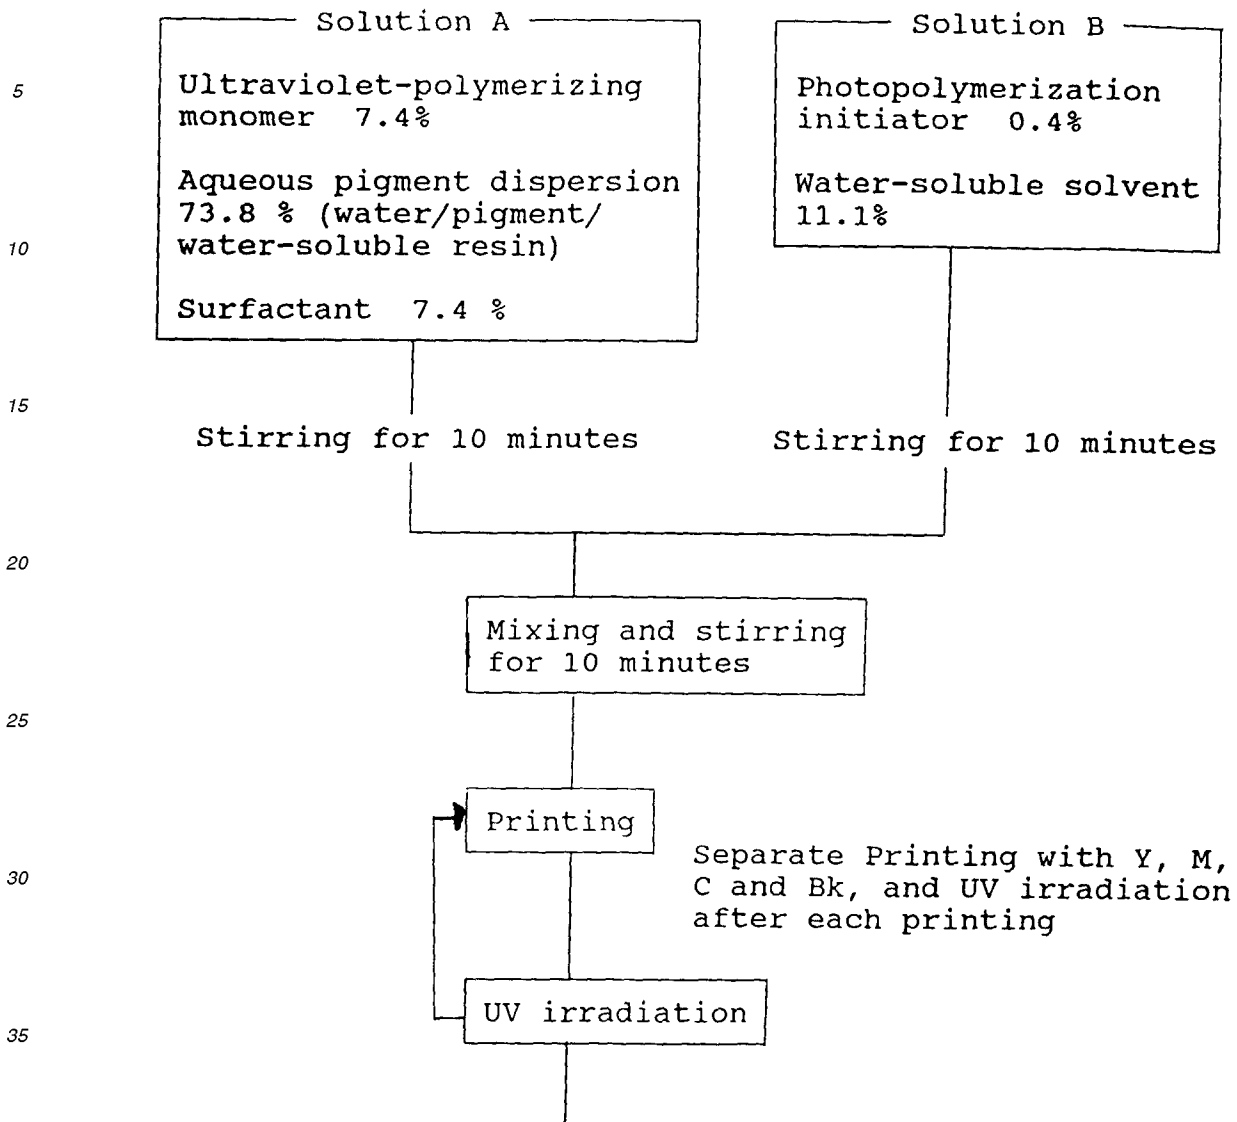 Solution A
5
Ultraviolet-polymerizing
monomer 7.4%
Aqueous pigment dispersion
73.8 % (water/pigment/
water-soluble resin)
10
Surfactant 7.4 %
Solution B
Photopolymerization
initiator 0.4%
Water-soluble solvent
11.1%
15
Stirring for 10 minutes
Stirring for 10 minutes
20
Mixing and stirring
for 10 minutes
25
Printing
Separate Printing with Y, M,
30
C and Bk, and UV irradiation
after each printing
UV irradiation
35